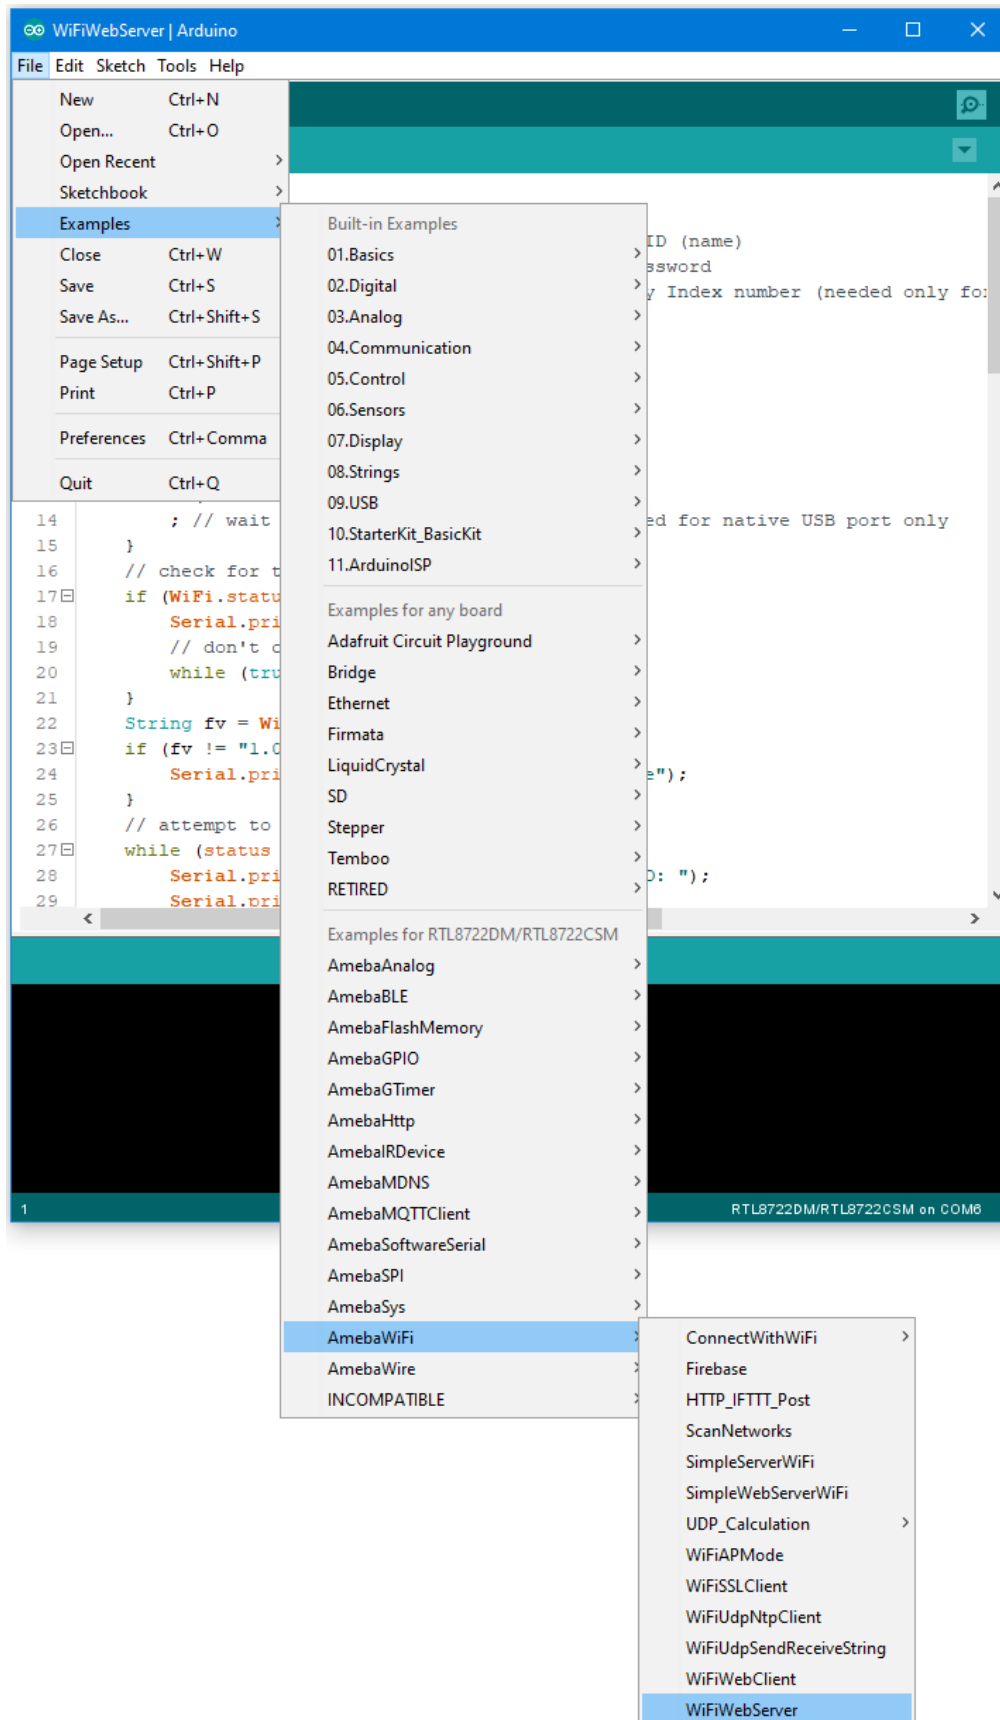 WiFiWebServer | Arduino
File Edit Sketch Tools Help
New Ctrl+N
Open... Ctrl+O
Open Recent
Sketchbook
Examples
Close Ctrl+W
Save Ctrl+S
Save As... Ctrl+Shift+S
Page Setup Ctrl+Shift+P
Print Ctrl+P
Preferences Ctrl+Comma
Quit Ctrl+Q
Built-in Examples
01.Basics
02.Digital
03.Analog
04.Communication
05.Control
06.Sensors
07.Display
08.Strings
09.USB
10.StarterKit_BasicKit
11.ArduinoISP
Examples for any board
Adafruit Circuit Playground
Bridge
Ethernet
Firmata
LiquidCrystal
SD
Stepper
Temboo
RETIRED
Examples for RTL8722DM/RTL8722CSM
AmebaAnalog
AmebaBLE
AmebaFlashMemory
AmebaGPIO
AmebaGTimer
AmebaHttp
AmebaIRDevice
AmebaMDNS
AmebaMQTTClient
AmebaSoftwareSerial
AmebaSPI
AmebaSys
AmebaWiFi
AmebaWire
INCOMPATIBLE
ConnectWithWiFi
Firebase
HTTP_IFTTT_Post
ScanNetworks
SimpleServerWiFi
SimpleWebServerWiFi
UDP_Calculation
WiFiAPMode
WiFiSSLClient
WiFiUdpNtpClient
WiFiUdpSendReceiveString
WiFiWebClient
WiFiWebServer
ID (name)
ssword
y Index number (needed only for
14 ; // wait ed for native USB port only
15 }
16 // check for t
17 if (WiFi.statu
18 Serial.pri
19 // don't c
20 while (tru
21 }
22 String fv = Wi
23 if (fv != "1.0
24 Serial.pri e");
25 }
26 // attempt to
27 while (status
28 Serial.pri D: ");
29 Serial.pri
1 RTL8722DM/RTL8722CSM on COM6